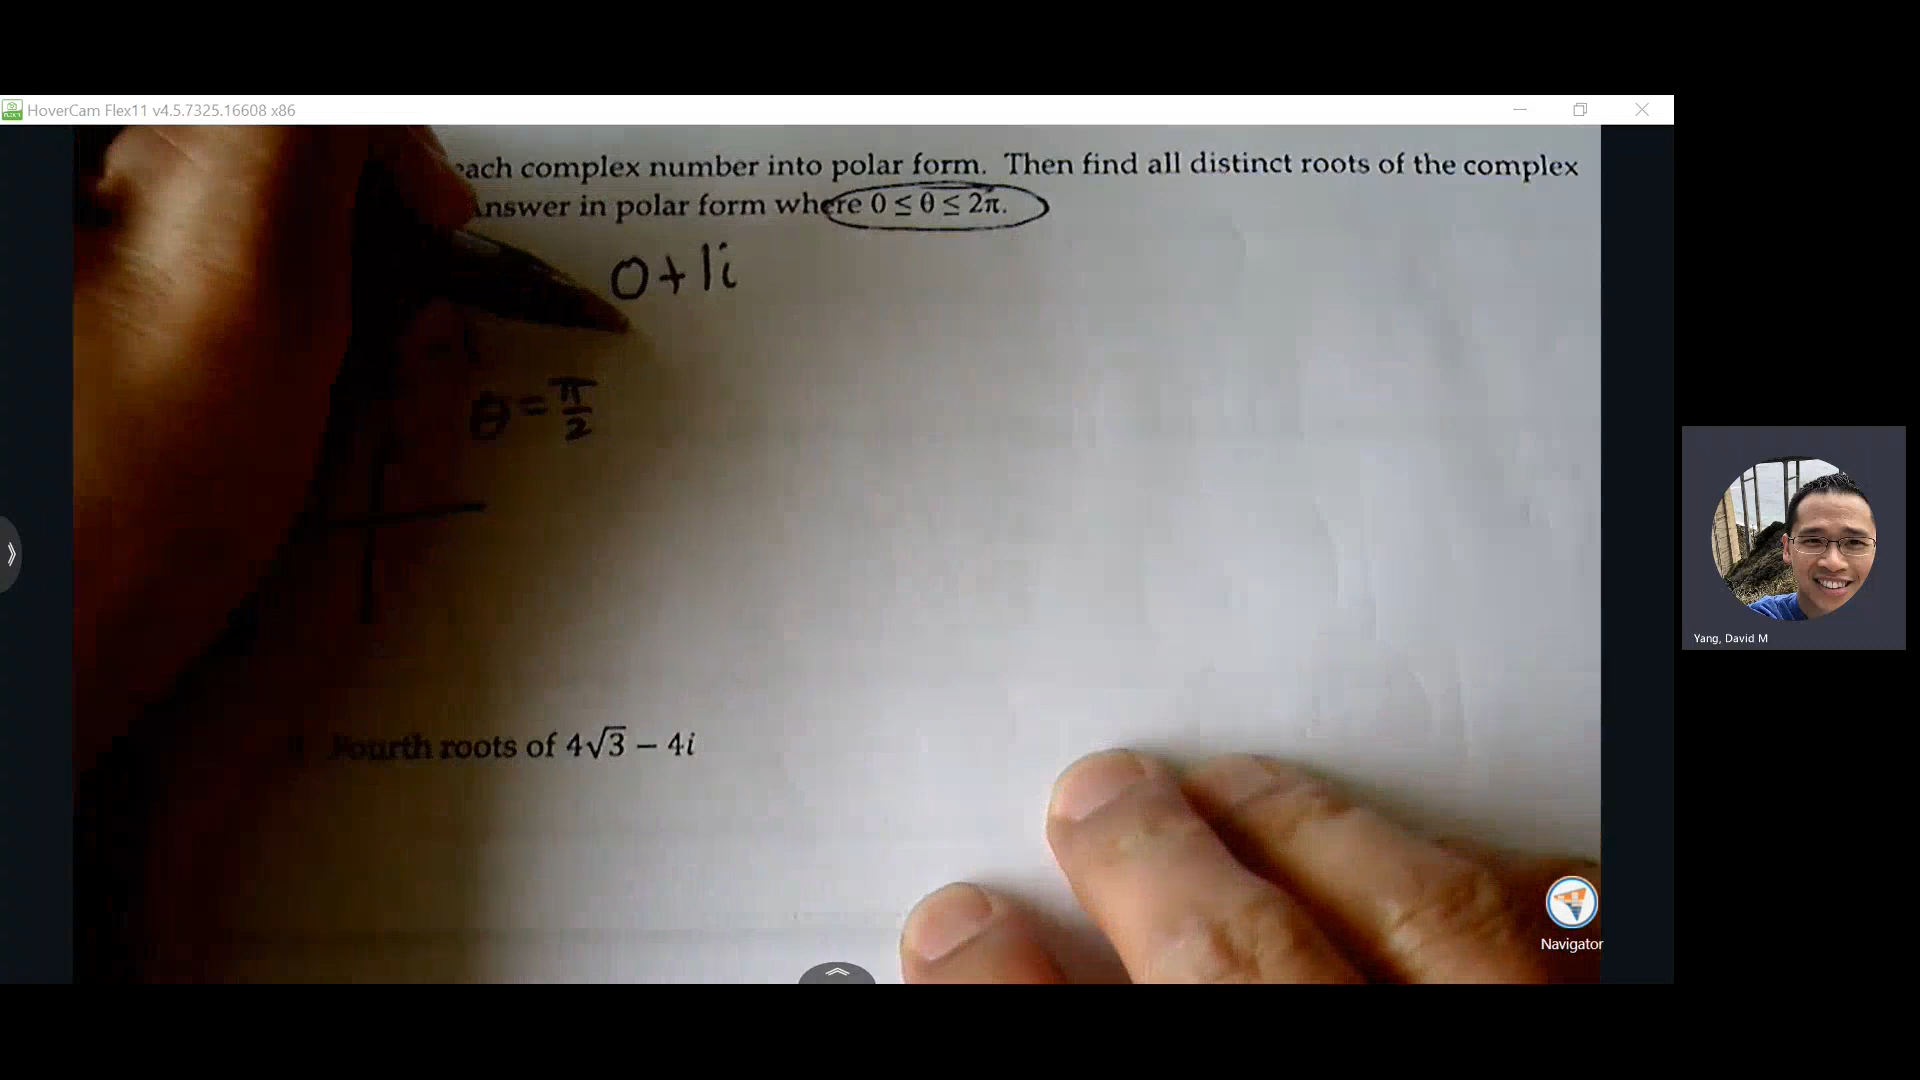 HoverCam Flex11 v4.5.7325.16608 x86
each complex number into polar form. Then find all distinct roots of the complex
Answer in polar form where 0 ≤ θ ≤ 2π.
0+1i
θ=π/2
Fourth roots of 4√3 − 4i
Yang, David M
Navigator